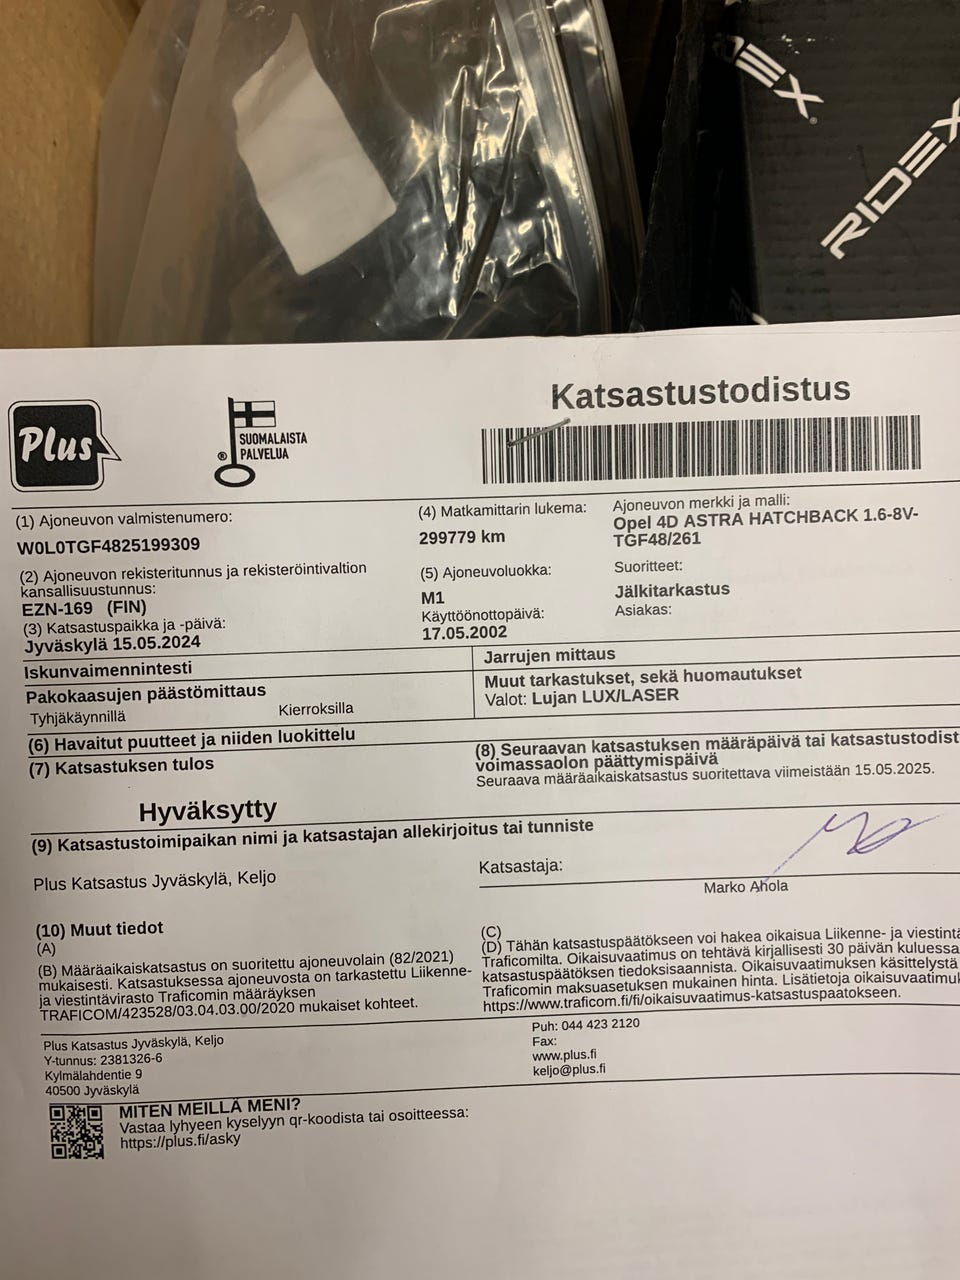 RIDEX
RIDEX
Plus
SUOMALAISTA
® PALVELUA
Katsastustodistus
(1) Ajoneuvon valmistenumero:
W0L0TGF4825199309
(4) Matkamittarin lukema:
299779 km
Ajoneuvon merkki ja malli:
Opel 4D ASTRA HATCHBACK 1.6-8V-
TGF48/261
(2) Ajoneuvon rekisteritunnus ja rekisteröintivaltion
kansallisuustunnus:
EZN-169 (FIN)
(5) Ajoneuvoluokka:
M1
Suoritteet:
Jälkitarkastus
(3) Katsastuspaikka ja -päivä:
Jyväskylä 15.05.2024
Käyttöönottopäivä:
17.05.2002
Asiakas:
Iskunvaimennintesti
Jarrujen mittaus
Pakokaasujen päästömittaus
Tyhjäkäynnillä Kierroksilla
Muut tarkastukset, sekä huomautukset
Valot: Lujan LUX/LASER
(6) Havaitut puutteet ja niiden luokittelu
(7) Katsastuksen tulos
Hyväksytty
(8) Seuraavan katsastuksen määräpäivä tai katsastustodist
voimassaolon päättymispäivä
Seuraava määräaikaiskatsastus suoritettava viimeistään 15.05.2025.
(9) Katsastustoimipaikan nimi ja katsastajan allekirjoitus tai tunniste
Plus Katsastus Jyväskylä, Keljo
Katsastaja:
Marko Ahola
(10) Muut tiedot
(A)
(B) Määräaikaiskatsastus on suoritettu ajoneuvolain (82/2021)
mukaisesti. Katsastuksessa ajoneuvosta on tarkastettu Liikenne-
ja viestintävirasto Traficomin määräyksen
TRAFICOM/423528/03.04.03.00/2020 mukaiset kohteet.
(C)
(D) Tähän katsastuspäätökseen voi hakea oikaisua Liikenne- ja viestintä
Traficomilta. Oikaisuvaatimus on tehtävä kirjallisesti 30 päivän kuluessa
katsastuspäätöksen tiedoksisaannista. Oikaisuvaatimuksen käsittelystä
Traficomin maksuasetuksen mukainen hinta. Lisätietoja oikaisuvaatimuk
https://www.traficom.fi/fi/oikaisuvaatimus-katsastuspaatokseen.
Plus Katsastus Jyväskylä, Keljo
Y-tunnus: 2381326-6
Kylmälahdentie 9
40500 Jyväskylä
Puh: 044 423 2120
Fax:
www.plus.fi
keljo@plus.fi
MITEN MEILLÄ MENI?
Vastaa lyhyeen kyselyyn qr-koodista tai osoitteessa:
https://plus.fi/asky